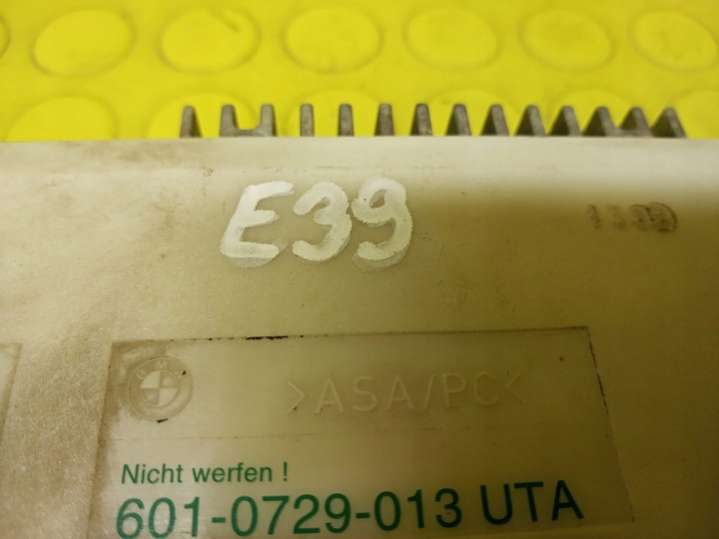 E39
>ASA/PC<
Nicht werfen !
601-0729-013 UTA